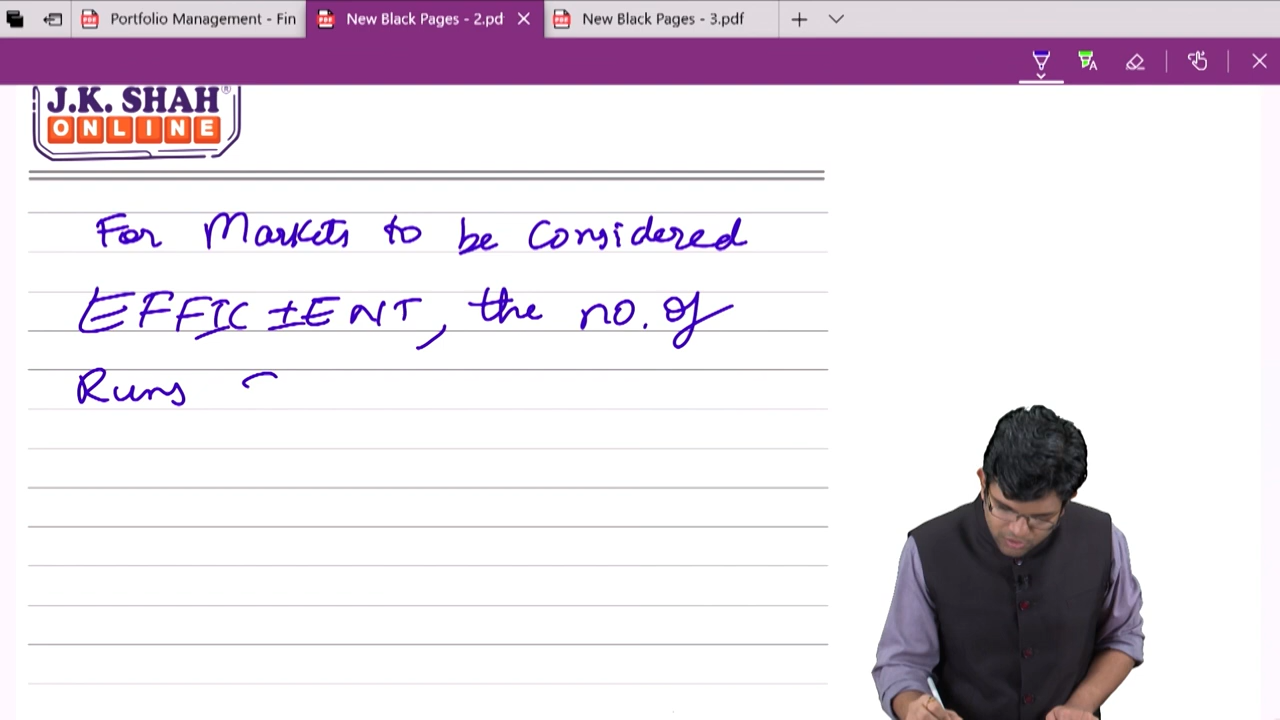 Portfolio Management - Fin
New Black Pages - 2.pd
New Black Pages - 3.pdf
J.K. SHAH®
ONLINE
For Markets to be considered
EFFICIENT, the no. of
Runs